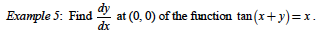 Example 5: Find dy/dx at (0, 0) of the function tan(x+y)=x.